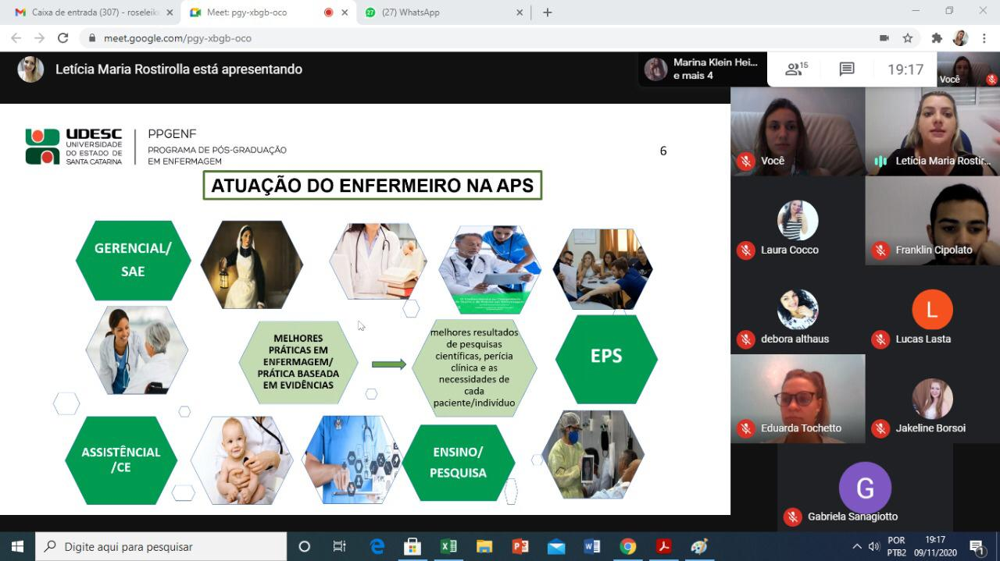 Caixa de entrada (307) - roseleik
Meet: pgy-xbgb-oco
(27) WhatsApp
meet.google.com/pgy-xbgb-oco
Letícia Maria Rostirolla está apresentando
Marina Klein Hei...
e mais 4
15
19:17
Você
UDESC
UNIVERSIDADE
DO ESTADO DE
SANTA CATARINA
PPGENF
PROGRAMA DE PÓS-GRADUAÇÃO
EM ENFERMAGEM
6
ATUAÇÃO DO ENFERMEIRO NA APS
GERENCIAL/
SAE
MELHORES
PRÁTICAS EM
ENFERMAGEM/
PRÁTICA BASEADA
EM EVIDÊNCIAS
melhores resultados
de pesquisas
científicas, perícia
clínica e as
necessidades de
cada
paciente/indivíduo
EPS
ASSISTÊNCIAL
/CE
ENSINO/
PESQUISA
Você
Letícia Maria Rostir...
Laura Cocco
Franklin Cipolato
debora althaus
L
Lucas Lasta
Eduarda Tochetto
Jakeline Borsoi
G
Gabriela Sanagiotto
Digite aqui para pesquisar
POR
PTB2
19:17
09/11/2020
1